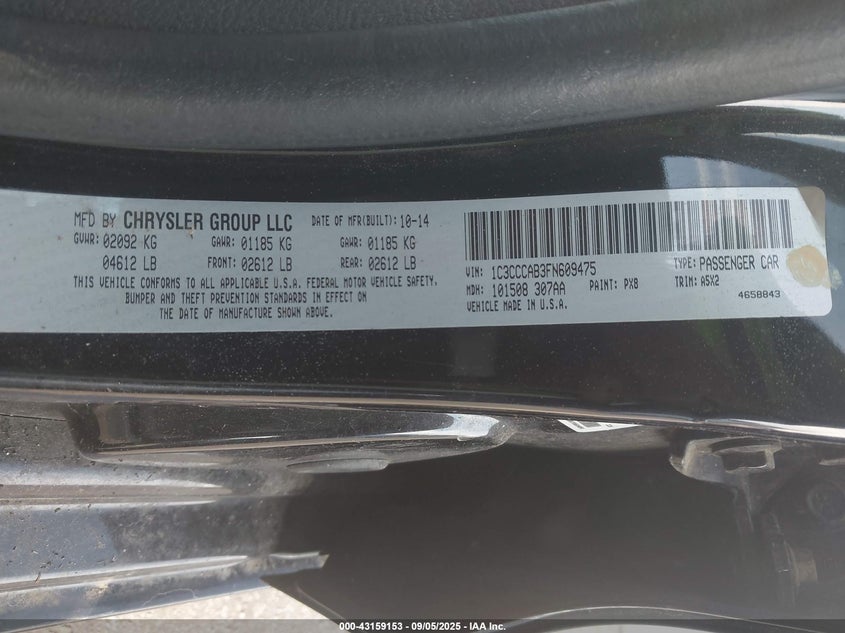 MFD BY CHRYSLER GROUP LLC DATE OF MFR(BUILT): 10-14
GVWR: 02092 KG GAWR: 01185 KG GAWR: 01185 KG
04612 LB FRONT: 02612 LB REAR: 02612 LB
THIS VEHICLE CONFORMS TO ALL APPLICABLE U.S.A. FEDERAL MOTOR VEHICLE SAFETY,
BUMPER AND THEFT PREVENTION STANDARDS IN EFFECT ON
THE DATE OF MANUFACTURE SHOWN ABOVE.
VIN: 1C3CCCAB3FN609475 TYPE: PASSENGER CAR
MDH: 101508 307AA PAINT: PX8 TRIM: A5X2
VEHICLE MADE IN U.S.A. 4658843
000-43159153 - 09/05/2025 - IAA Inc.